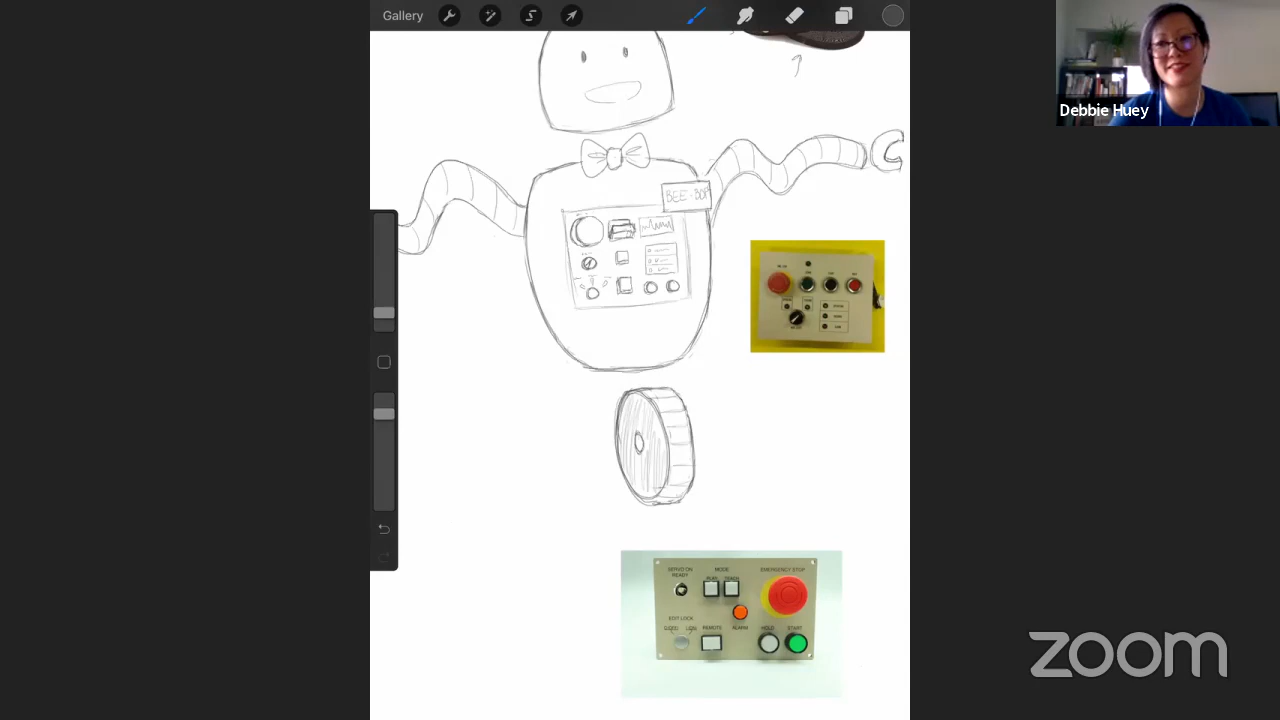 Gallery
Debbie Huey
BEE-BOP
SERVO ON
READY
MODE
PLAY TEACH
EMERGENCY STOP
EDIT LOCK
REMOTE
ALARM
HOLD
START
zoom